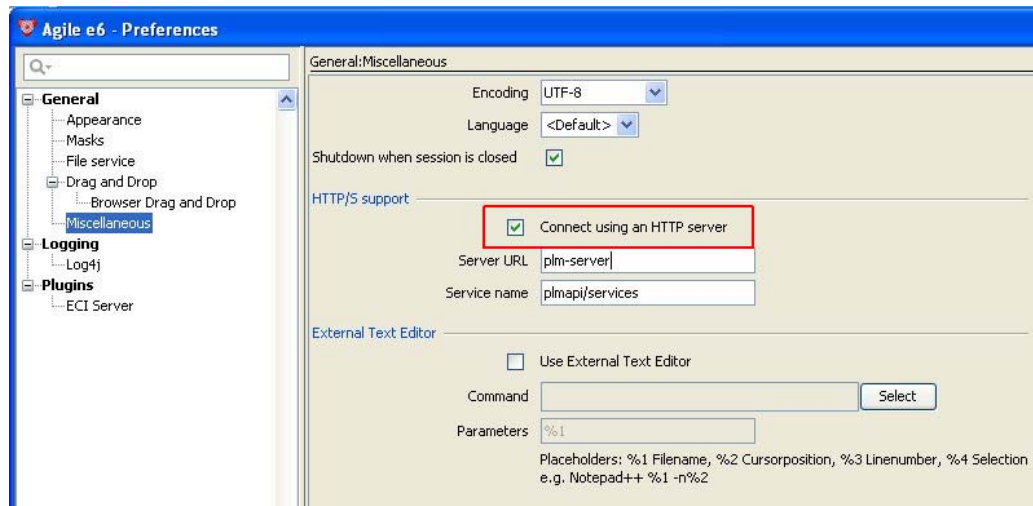 Agile e6 - Preferences
General
Appearance
Masks
File service
Drag and Drop
Browser Drag and Drop
Miscellaneous
Logging
Log4j
Plugins
ECI Server
General:Miscellaneous
Encoding UTF-8
Language <Default>
Shutdown when session is closed
HTTP/S support
Connect using an HTTP server
Server URL plm-server
Service name plmapi/services
External Text Editor
Use External Text Editor
Command Select
Parameters %1
Placeholders: %1 Filename, %2 Cursorposition, %3 Linenumber, %4 Selection
e.g. Notepad++ %1 -n%2